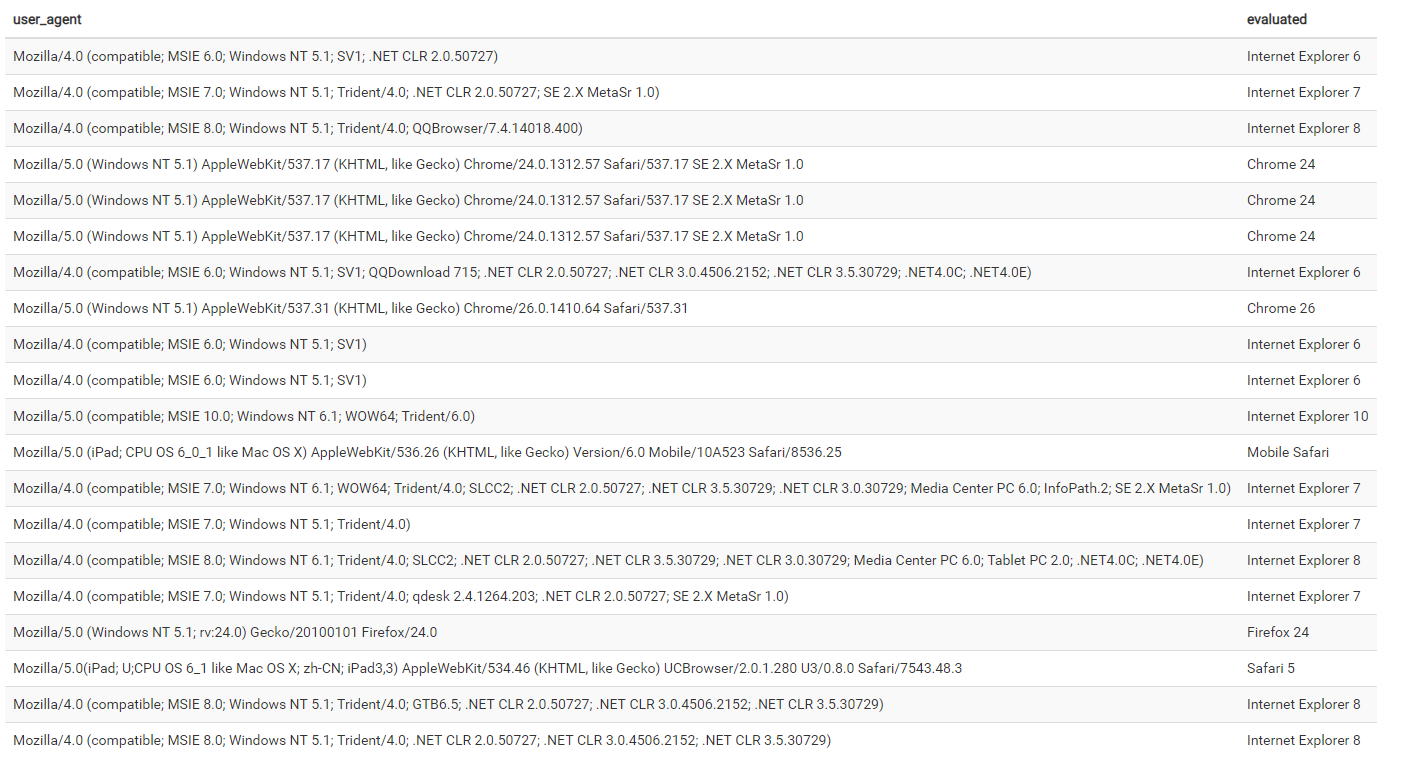 user_agent evaluated
Mozilla/4.0 (compatible; MSIE 6.0; Windows NT 5.1; SV1; .NET CLR 2.0.50727) Internet Explorer 6
Mozilla/4.0 (compatible; MSIE 7.0; Windows NT 5.1; Trident/4.0; .NET CLR 2.0.50727; SE 2.X MetaSr 1.0) Internet Explorer 7
Mozilla/4.0 (compatible; MSIE 8.0; Windows NT 5.1; Trident/4.0; QQBrowser/7.4.14018.400) Internet Explorer 8
Mozilla/5.0 (Windows NT 5.1) AppleWebKit/537.17 (KHTML, like Gecko) Chrome/24.0.1312.57 Safari/537.17 SE 2.X MetaSr 1.0 Chrome 24
Mozilla/5.0 (Windows NT 5.1) AppleWebKit/537.17 (KHTML, like Gecko) Chrome/24.0.1312.57 Safari/537.17 SE 2.X MetaSr 1.0 Chrome 24
Mozilla/5.0 (Windows NT 5.1) AppleWebKit/537.17 (KHTML, like Gecko) Chrome/24.0.1312.57 Safari/537.17 SE 2.X MetaSr 1.0 Chrome 24
Mozilla/4.0 (compatible; MSIE 6.0; Windows NT 5.1; SV1; QQDownload 715; .NET CLR 2.0.50727; .NET CLR 3.0.4506.2152; .NET CLR 3.5.30729; .NET4.0C; .NET4.0E) Internet Explorer 6
Mozilla/5.0 (Windows NT 5.1) AppleWebKit/537.31 (KHTML, like Gecko) Chrome/26.0.1410.64 Safari/537.31 Chrome 26
Mozilla/4.0 (compatible; MSIE 6.0; Windows NT 5.1; SV1) Internet Explorer 6
Mozilla/4.0 (compatible; MSIE 6.0; Windows NT 5.1; SV1) Internet Explorer 6
Mozilla/5.0 (compatible; MSIE 10.0; Windows NT 6.1; WOW64; Trident/6.0) Internet Explorer 10
Mozilla/5.0 (iPad; CPU OS 6_0_1 like Mac OS X) AppleWebKit/536.26 (KHTML, like Gecko) Version/6.0 Mobile/10A523 Safari/8536.25 Mobile Safari
Mozilla/4.0 (compatible; MSIE 7.0; Windows NT 6.1; WOW64; Trident/4.0; SLCC2; .NET CLR 2.0.50727; .NET CLR 3.5.30729; .NET CLR 3.0.30729; Media Center PC 6.0; InfoPath.2; SE 2.X MetaSr 1.0) Internet Explorer 7
Mozilla/4.0 (compatible; MSIE 7.0; Windows NT 5.1; Trident/4.0) Internet Explorer 7
Mozilla/4.0 (compatible; MSIE 8.0; Windows NT 6.1; Trident/4.0; SLCC2; .NET CLR 2.0.50727; .NET CLR 3.5.30729; .NET CLR 3.0.30729; Media Center PC 6.0; Tablet PC 2.0; .NET4.0C; .NET4.0E) Internet Explorer 8
Mozilla/4.0 (compatible; MSIE 7.0; Windows NT 5.1; Trident/4.0; qdesk 2.4.1264.203; .NET CLR 2.0.50727; SE 2.X MetaSr 1.0) Internet Explorer 7
Mozilla/5.0 (Windows NT 5.1; rv:24.0) Gecko/20100101 Firefox/24.0 Firefox 24
Mozilla/5.0(iPad; U;CPU OS 6_1 like Mac OS X; zh-CN; iPad3,3) AppleWebKit/534.46 (KHTML, like Gecko) UCBrowser/2.0.1.280 U3/0.8.0 Safari/7543.48.3 Safari 5
Mozilla/4.0 (compatible; MSIE 8.0; Windows NT 5.1; Trident/4.0; GTB6.5; .NET CLR 2.0.50727; .NET CLR 3.0.4506.2152; .NET CLR 3.5.30729) Internet Explorer 8
Mozilla/4.0 (compatible; MSIE 8.0; Windows NT 5.1; Trident/4.0; .NET CLR 2.0.50727; .NET CLR 3.0.4506.2152; .NET CLR 3.5.30729) Internet Explorer 8